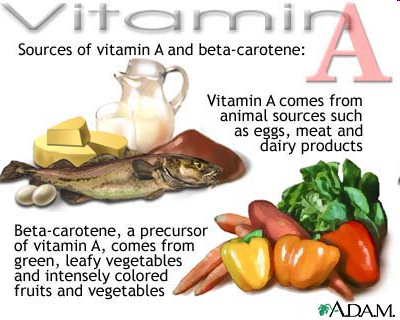 Vitamin A
Sources of vitamin A and beta-carotene:
Vitamin A comes from
animal sources such
as eggs, meat and
dairy products
Beta-carotene, a precursor
of vitamin A, comes from
green, leafy vegetables
and intensely colored
fruits and vegetables
ADAM.